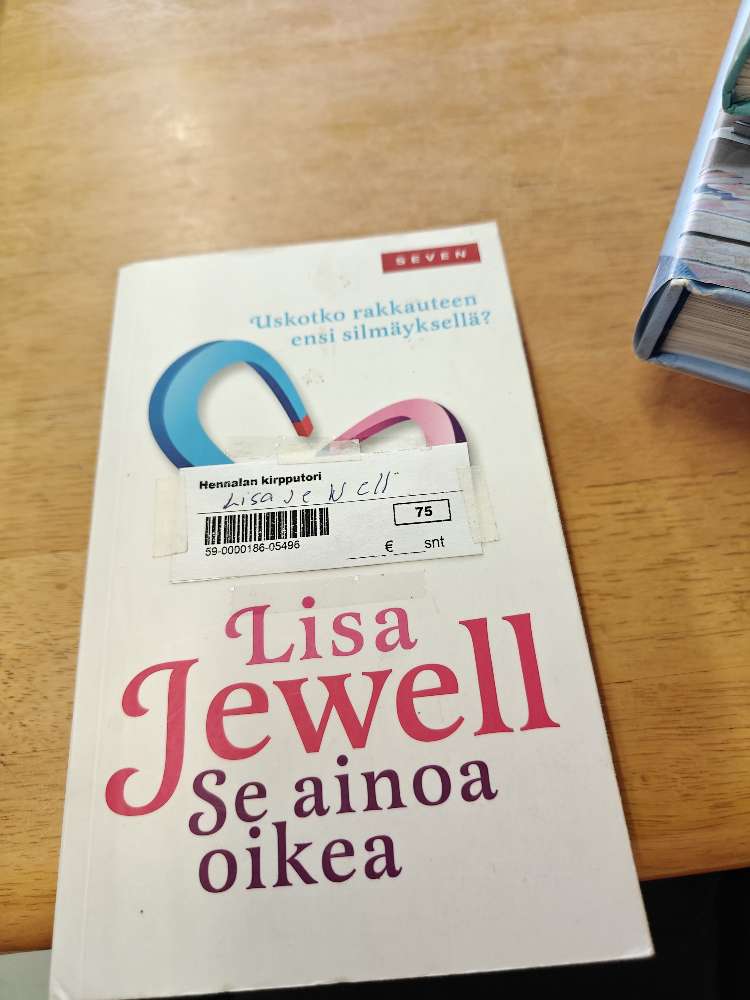 SEVEN
Uskotko rakkauteen
ensi silmäyksellä?
Hennalan kirpputori
Lisa Jewell
75
59-0000186-05496
€ snt
Lisa
Jewell
Se ainoa
oikea